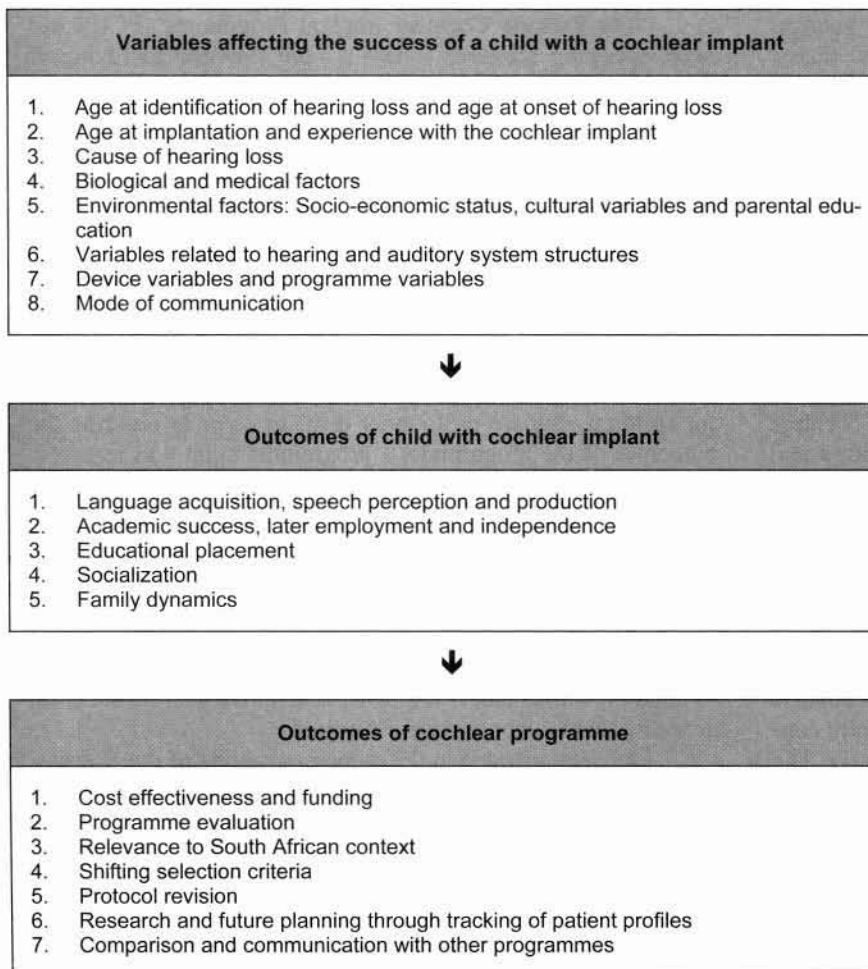 Variables affecting the success of a child with a cochlear implant
1. Age at identification of hearing loss and age at onset of hearing loss
2. Age at implantation and experience with the cochlear implant
3. Cause of hearing loss
4. Biological and medical factors
5. Environmental factors: Socio-economic status, cultural variables and parental edu-
cation
6. Variables related to hearing and auditory system structures
7. Device variables and programme variables
8. Mode of communication
Outcomes of child with cochlear implant
1. Language acquisition, speech perception and production
2. Academic success, later employment and independence
3. Educational placement
4. Socialization
5. Family dynamics
Outcomes of cochlear programme
1. Cost effectiveness and funding
2. Programme evaluation
3. Relevance to South African context
4. Shifting selection criteria
5. Protocol revision
6. Research and future planning through tracking of patient profiles
7. Comparison and communication with other programmes